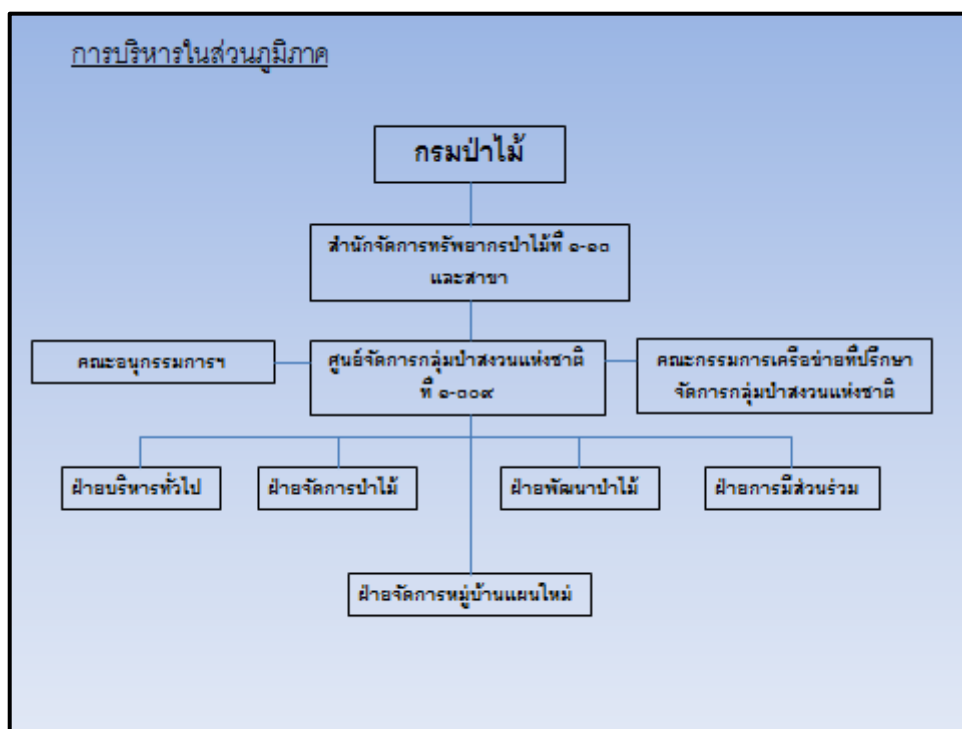 การบริหารในส่วนภูมิภาค
กรมป่าไม้
สำนักจัดการทรัพยากรป่าไม้ที่ ๑-๑๐
และสาขา
คณะอนุกรรมการฯ
ศูนย์จัดการกลุ่มป่าสงวนแห่งชาติ
ที่ ๑-๐๐๙
คณะกรรมการเครือข่ายที่ปรึกษา
จัดการกลุ่มป่าสงวนแห่งชาติ
ฝ่ายบริหารทั่วไป
ฝ่ายจัดการป่าไม้
ฝ่ายพัฒนาป่าไม้
ฝ่ายการมีส่วนร่วม
ฝ่ายจัดการหมู่บ้านแผนใหม่